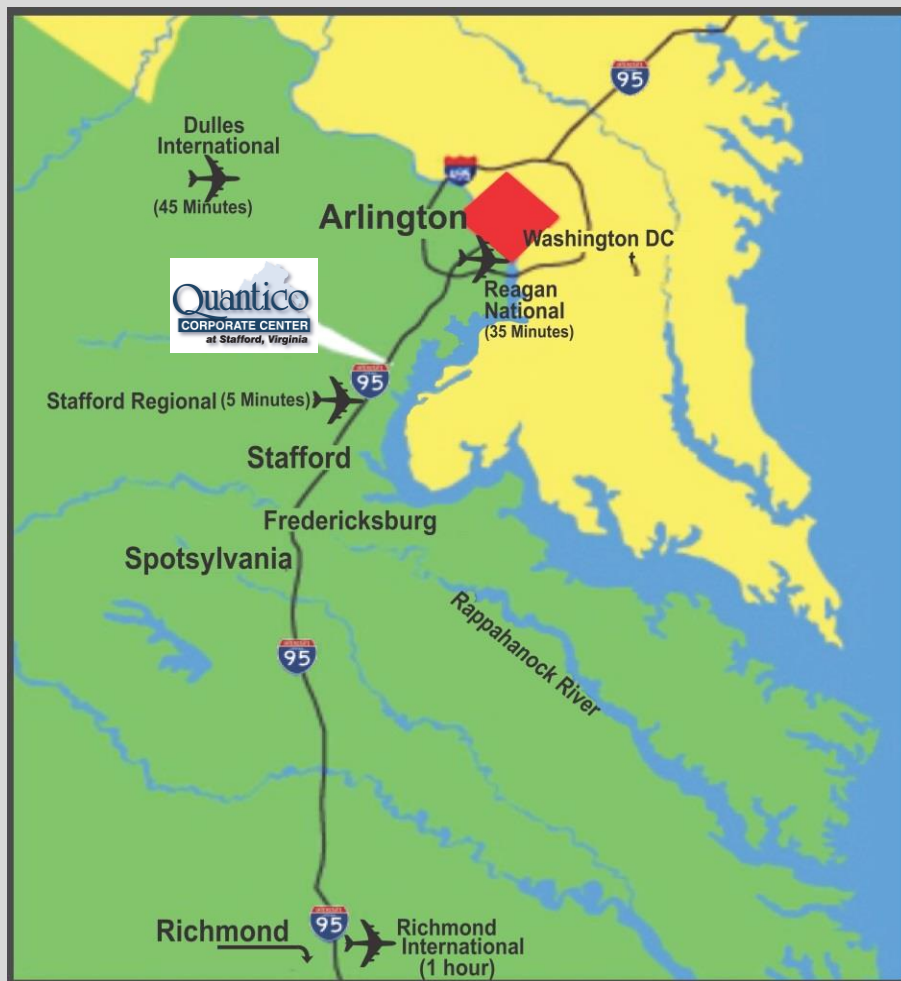 95
Dulles
International
(45 Minutes)
495
Arlington
Washington DC
Reagan
National
(35 Minutes)
Quantico
CORPORATE CENTER
at Stafford, Virginia
95
Stafford Regional (5 Minutes)
Stafford
Fredericksburg
Spotsylvania
Rappahanock River
95
95
Richmond
Richmond
International
(1 hour)